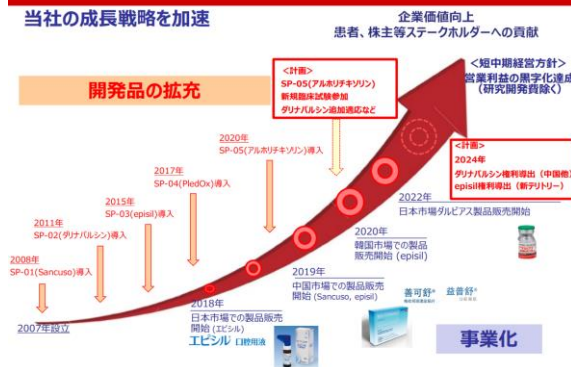 当社の成長戦略を加速
企業価値向上
患者、株主等ステークホルダーへの貢献
<短中期経営方針>
営業利益の黒字化達成
(研究開発費除く)
開発品の拡充
<計画>
SP-05(アルホリチキソリン)
新規臨床試験参加
ダリナパルシン追加適応など
2020年
SP-05(アルホリチキソリン)導入
2017年
SP-04(PledOx)導入
2015年
SP-03(episil)導入
2011年
SP-02(ダリナパルシン)導入
2008年
SP-01(Sancuso)導入
2007年設立
<計画>
2024年
ダリナパルシン権利導出(中国他)
episil権利導出(新テリトリー)
2022年
日本市場ダルビアス製品販売開始
2020年
韓国市場での製品
販売開始 (episil)
2019年
中国市場での製品販売
開始 (Sancuso, episil)
2018年
日本市場での製品販売
開始 (エピシル)
エピシル 口腔用液
善可舒®
益普舒®
事業化